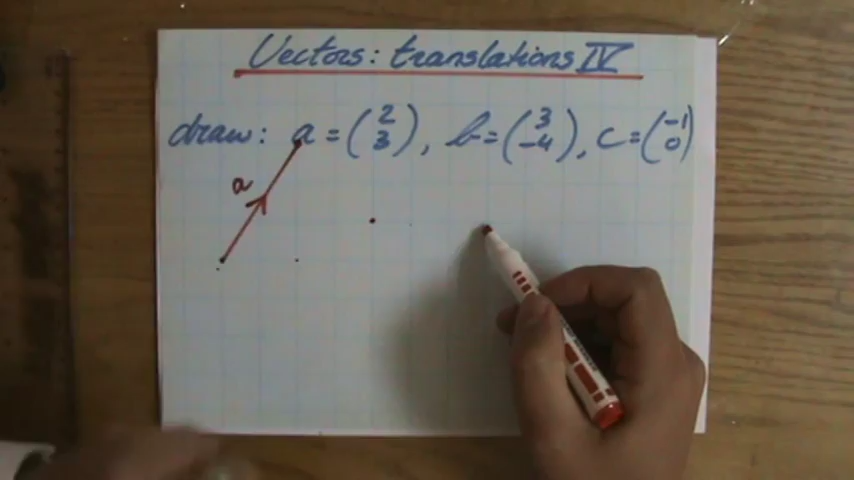 Vectors: translations IV
draw: a = (2 3), b = (3 -4), c = (-1 0)
a